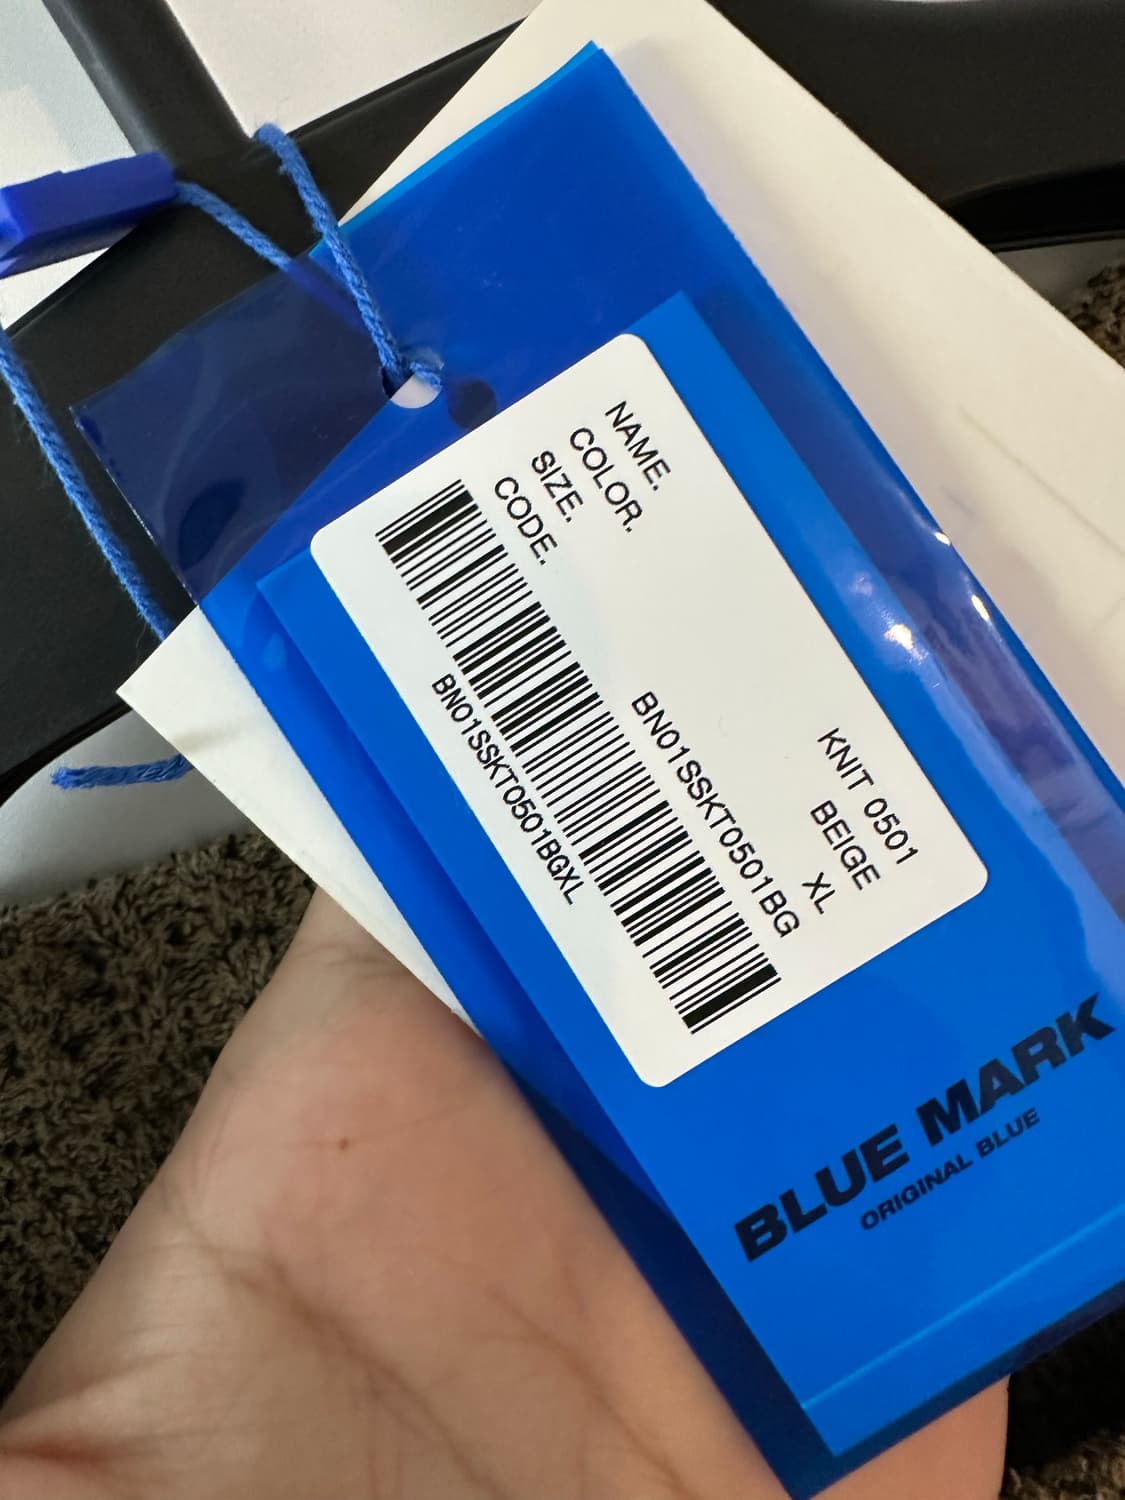 NAME. KNIT 0501
COLOR. BEIGE
SIZE. XL
CODE. BN01SSKT0501BG
BN01SSKT0501BGXL
BLUE MARK
ORIGINAL BLUE